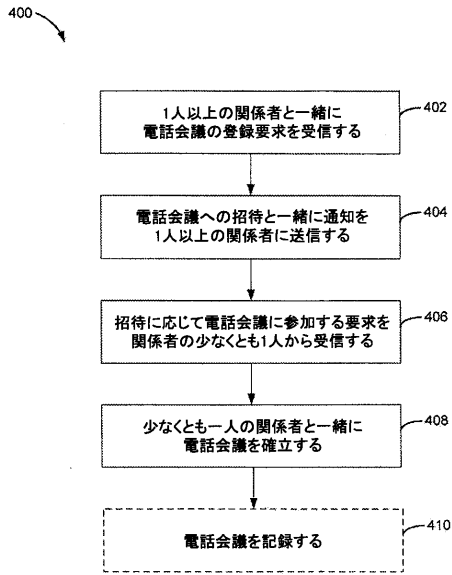 400
1人以上の関係者と一緒に
電話会議の登録要求を受信する
402
電話会議への招待と一緒に通知を
1人以上の関係者に送信する
404
招待に応じて電話会議に参加する要求を
関係者の少なくとも1人から受信する
406
少なくとも一人の関係者と一緒に
電話会議を確立する
408
電話会議を記録する
410